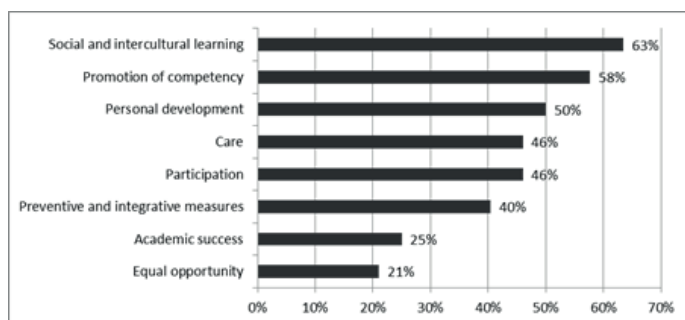 Social and intercultural learning 63%
Promotion of competency 58%
Personal development 50%
Care 46%
Participation 46%
Preventive and integrative measures 40%
Academic success 25%
Equal opportunity 21%
0% 10% 20% 30% 40% 50% 60% 70%